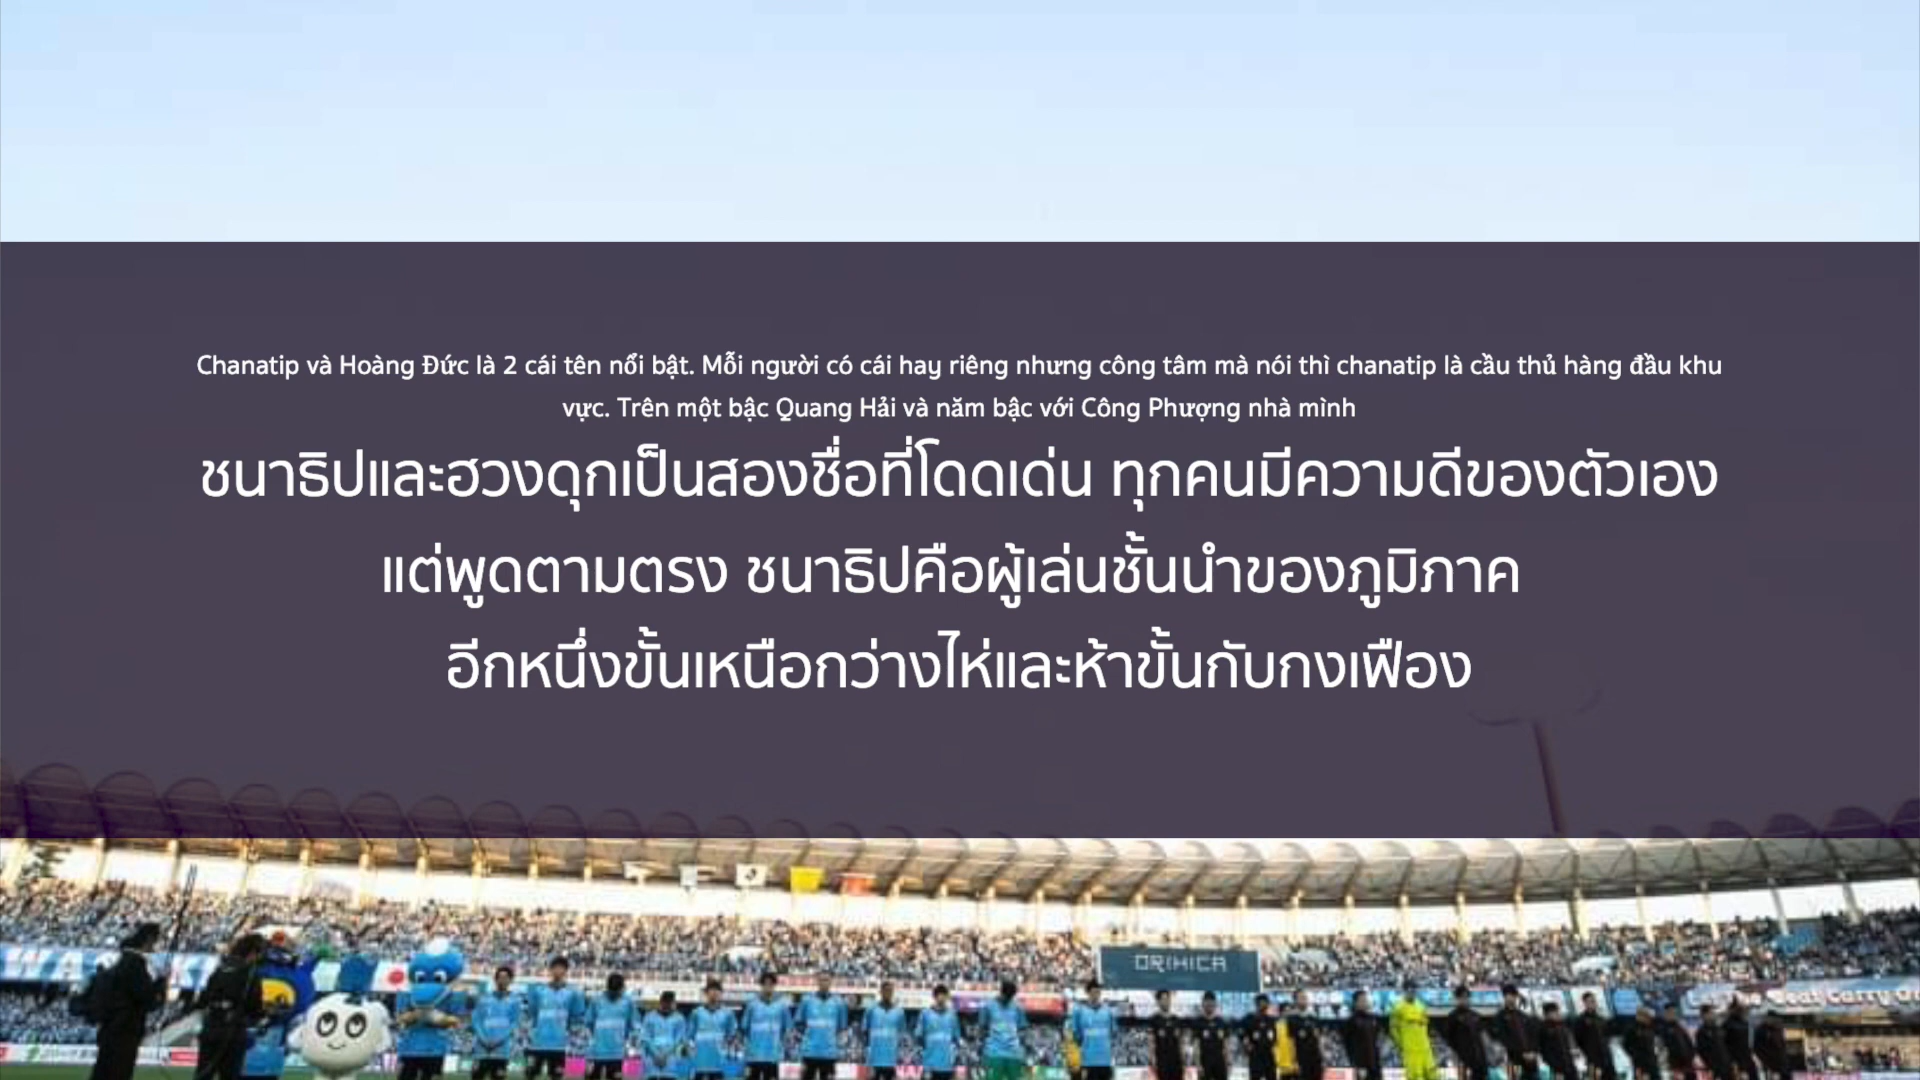 Chanatip và Hoàng Đức là 2 cái tên nổi bật. Mỗi người có cái hay riêng nhưng công tâm mà nói thì chanatip là cầu thủ hàng đầu khu
vực. Trên một bậc Quang Hải và năm bậc với Công Phượng nhà mình
ชนาธิปและฮวงดุกเป็นสองชื่อที่โดดเด่น ทุกคนมีความดีของตัวเอง
แต่พูดตามตรง ชนาธิปคือผู้เล่นชั้นนำของภูมิภาค
อีกหนึ่งขั้นเหนือกว่างไห่และห้าขั้นกับกงเฟือง
ORIHICA